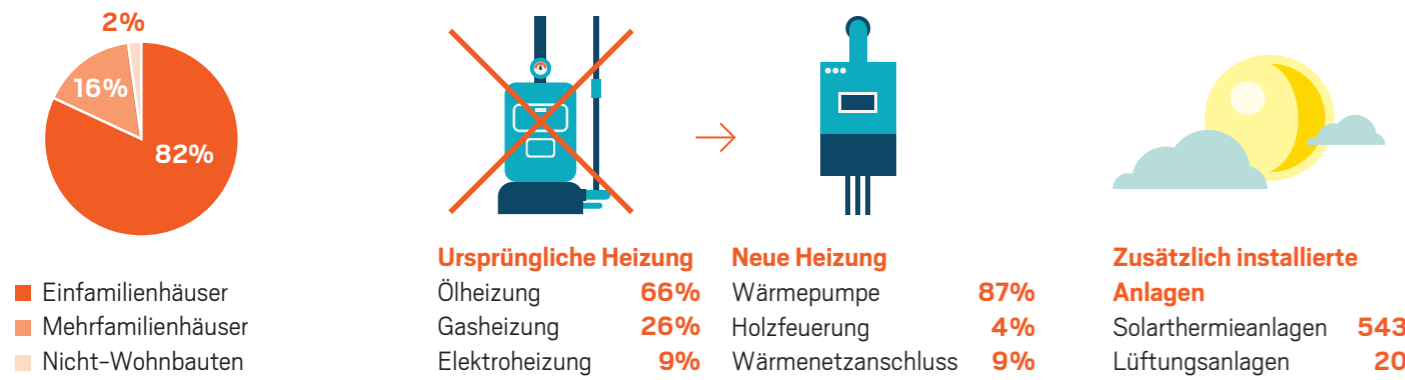 2%
16%
82%
Einfamilienhäuser
Mehrfamilienhäuser
Nicht-Wohnbauten
Ursprüngliche Heizung
Ölheizung 66%
Gasheizung 26%
Elektroheizung 9%
Neue Heizung
Wärmepumpe 87%
Holzfeuerung 4%
Wärmenetzanschluss 9%
Zusätzlich installierte
Anlagen
Solarthermieanlagen 543
Lüftungsanlagen 20